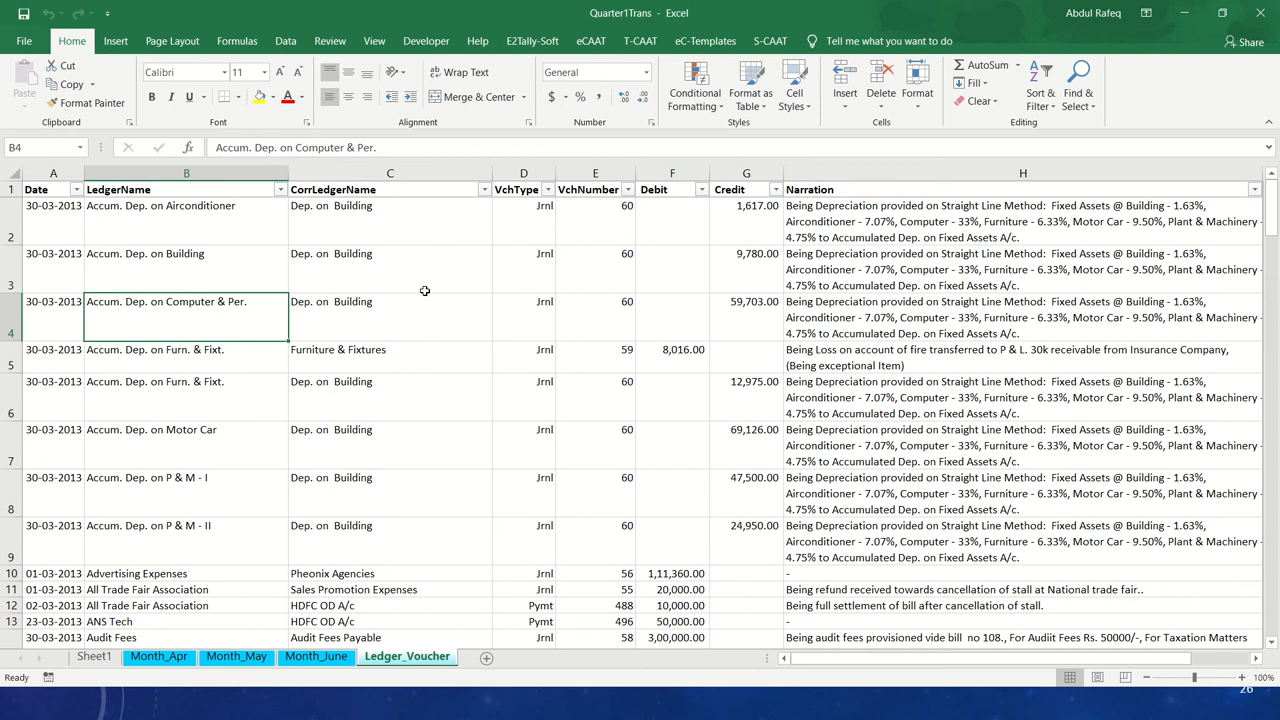 Quarter1Trans - Excel
Abdul Rafeq
File Home Insert Page Layout Formulas Data Review View Developer Help E2Tally-Soft eCAAT T-CAAT eC-Templates S-CAAT Tell me what you want to do Share
Paste Cut Copy Format Painter
Clipboard
Calibri 11 A A
B I U A
Font
Wrap Text
Merge & Center
Alignment
General
$ % ,
Number
Conditional Formatting
Format as Table
Cell Styles
Styles
Insert Delete Format
Cells
AutoSum
Fill
Clear
Sort & Filter
Find & Select
Editing
B4 fx Accum. Dep. on Computer & Per.
A B C D E F G H
1 Date LedgerName CorrLedgerName VchType VchNumber Debit Credit Narration
30-03-2013 Accum. Dep. on Airconditioner Dep. on Building Jrnl 60 1,617.00 Being Depreciation provided on Straight Line Method: Fixed Assets @ Building - 1.63%,
Airconditioner - 7.07%, Computer - 33%, Furniture - 6.33%, Motor Car - 9.50%, Plant & Machinery -
2 4.75% to Accumulated Dep. on Fixed Assets A/c.
30-03-2013 Accum. Dep. on Building Dep. on Building Jrnl 60 9,780.00 Being Depreciation provided on Straight Line Method: Fixed Assets @ Building - 1.63%,
Airconditioner - 7.07%, Computer - 33%, Furniture - 6.33%, Motor Car - 9.50%, Plant & Machinery -
3 4.75% to Accumulated Dep. on Fixed Assets A/c.
30-03-2013 Accum. Dep. on Computer & Per. Dep. on Building Jrnl 60 59,703.00 Being Depreciation provided on Straight Line Method: Fixed Assets @ Building - 1.63%,
Airconditioner - 7.07%, Computer - 33%, Furniture - 6.33%, Motor Car - 9.50%, Plant & Machinery -
4 4.75% to Accumulated Dep. on Fixed Assets A/c.
30-03-2013 Accum. Dep. on Furn. & Fixt. Furniture & Fixtures Jrnl 59 8,016.00 Being Loss on account of fire transferred to P & L. 30k receivable from Insurance Company,
5 (Being exceptional Item)
30-03-2013 Accum. Dep. on Furn. & Fixt. Dep. on Building Jrnl 60 12,975.00 Being Depreciation provided on Straight Line Method: Fixed Assets @ Building - 1.63%,
Airconditioner - 7.07%, Computer - 33%, Furniture - 6.33%, Motor Car - 9.50%, Plant & Machinery -
6 4.75% to Accumulated Dep. on Fixed Assets A/c.
30-03-2013 Accum. Dep. on Motor Car Dep. on Building Jrnl 60 69,126.00 Being Depreciation provided on Straight Line Method: Fixed Assets @ Building - 1.63%,
Airconditioner - 7.07%, Computer - 33%, Furniture - 6.33%, Motor Car - 9.50%, Plant & Machinery -
7 4.75% to Accumulated Dep. on Fixed Assets A/c.
30-03-2013 Accum. Dep. on P & M - I Dep. on Building Jrnl 60 47,500.00 Being Depreciation provided on Straight Line Method: Fixed Assets @ Building - 1.63%,
Airconditioner - 7.07%, Computer - 33%, Furniture - 6.33%, Motor Car - 9.50%, Plant & Machinery -
8 4.75% to Accumulated Dep. on Fixed Assets A/c.
30-03-2013 Accum. Dep. on P & M - II Dep. on Building Jrnl 60 24,950.00 Being Depreciation provided on Straight Line Method: Fixed Assets @ Building - 1.63%,
Airconditioner - 7.07%, Computer - 33%, Furniture - 6.33%, Motor Car - 9.50%, Plant & Machinery -
9 4.75% to Accumulated Dep. on Fixed Assets A/c.
10 01-03-2013 Advertising Expenses Pheonix Agencies Jrnl 56 1,11,360.00 -
11 01-03-2013 All Trade Fair Association Sales Promotion Expenses Jrnl 55 20,000.00 Being refund received towards cancellation of stall at National trade fair..
12 02-03-2013 All Trade Fair Association HDFC OD A/c Pymt 488 10,000.00 Being full settlement of bill after cancellation of stall.
13 23-03-2013 ANS Tech HDFC OD A/c Pymt 496 50,000.00 -
30-03-2013 Audit Fees Audit Fees Payable Jrnl 58 3,00,000.00 Being audit fees provisioned vide bill no 108., For Audiit Fees Rs. 50000/-, For Taxation Matters
Sheet1 Month_Apr Month_May Month_June Ledger_Voucher
Ready 100%
26